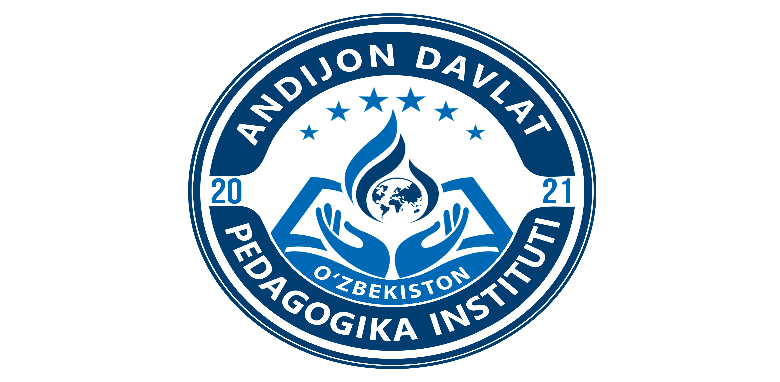 ANDIJON DAVLAT
20 21
O‘ZBEKISTON
PEDAGOGIKA INSTITUTI